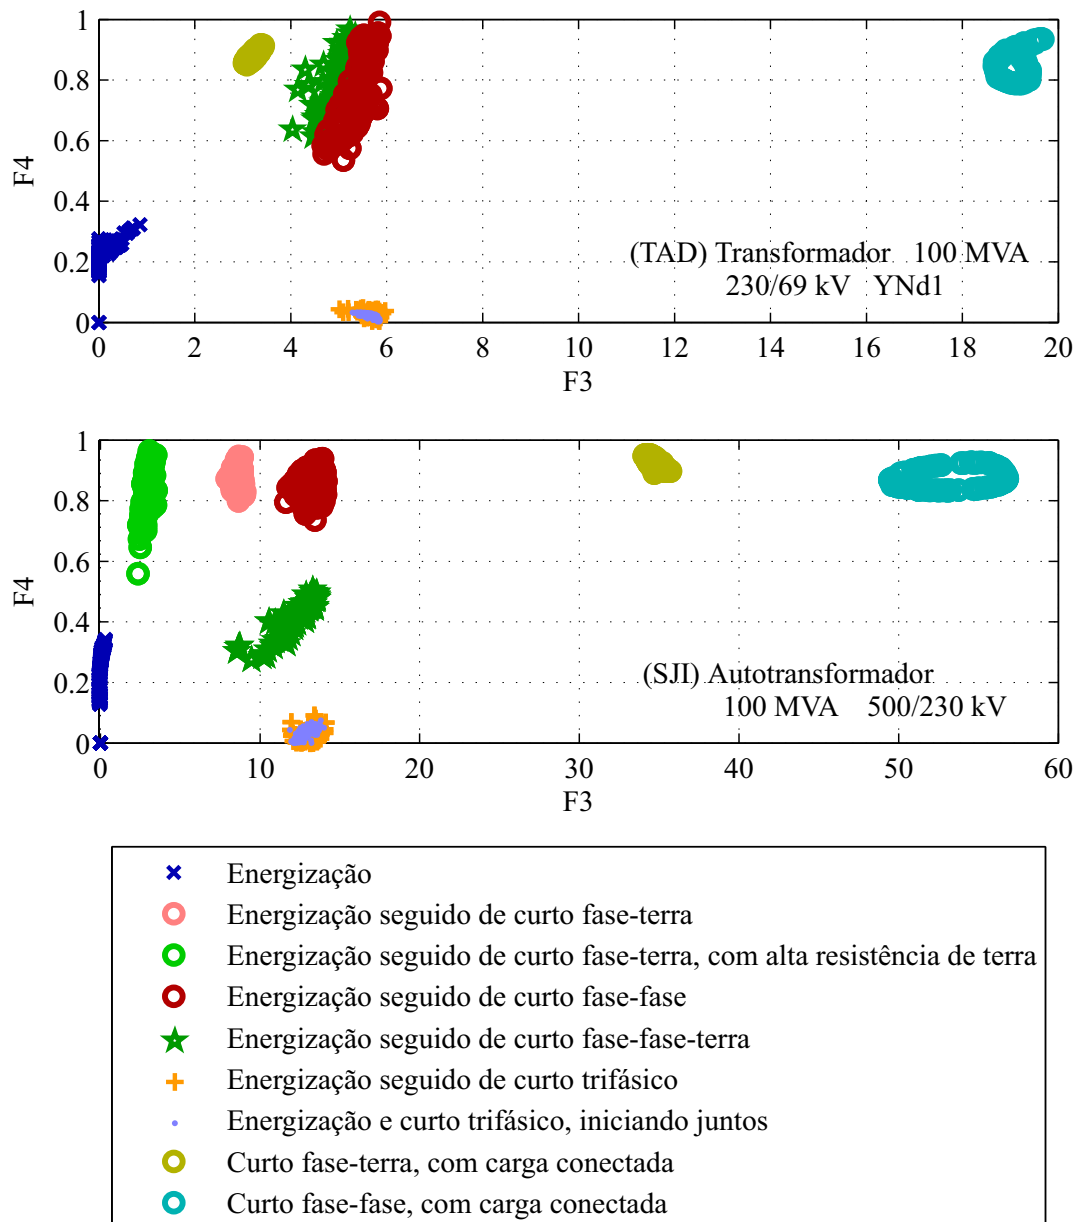 1
0.8
0.6
0.4
0.2
0
F4
(TAD) Transformador 100 MVA
230/69 kV YNd1
0 2 4 6 8 10 12 14 16 18 20
F3
1
0.8
0.6
0.4
0.2
0
F4
(SJI) Autotransformador
100 MVA 500/230 kV
0 10 20 30 40 50 60
F3
Energização
Energização seguido de curto fase-terra
Energização seguido de curto fase-terra, com alta resistência de terra
Energização seguido de curto fase-fase
Energização seguido de curto fase-fase-terra
Energização seguido de curto trifásico
Energização e curto trifásico, iniciando juntos
Curto fase-terra, com carga conectada
Curto fase-fase, com carga conectada